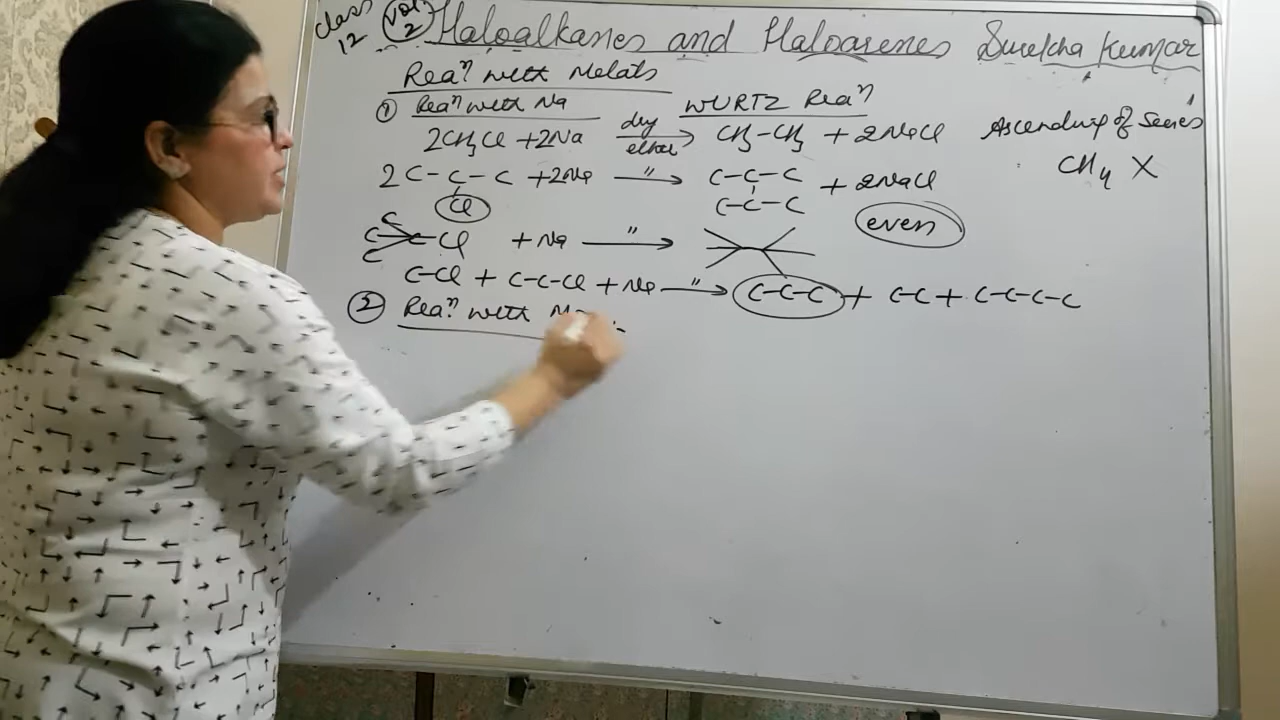 class 12 Vol 2 Haloalkanes and Haloarenes Surekha Kumar
Reaⁿ with Metals
① Reaⁿ with Na WURTZ Reaⁿ
2CH₃Cl + 2Na dry ether → CH₃-CH₃ + 2NaCl
Ascending of Series
CH₄ X
2 C-C-C + 2Na " → C-C-C + 2NaCl
Cl C-C-C
even
C C C C-Cl + Na " →
C-Cl + C-C-Cl + Na " → C-C-C + C-C + C-C-C-C
② Reaⁿ with